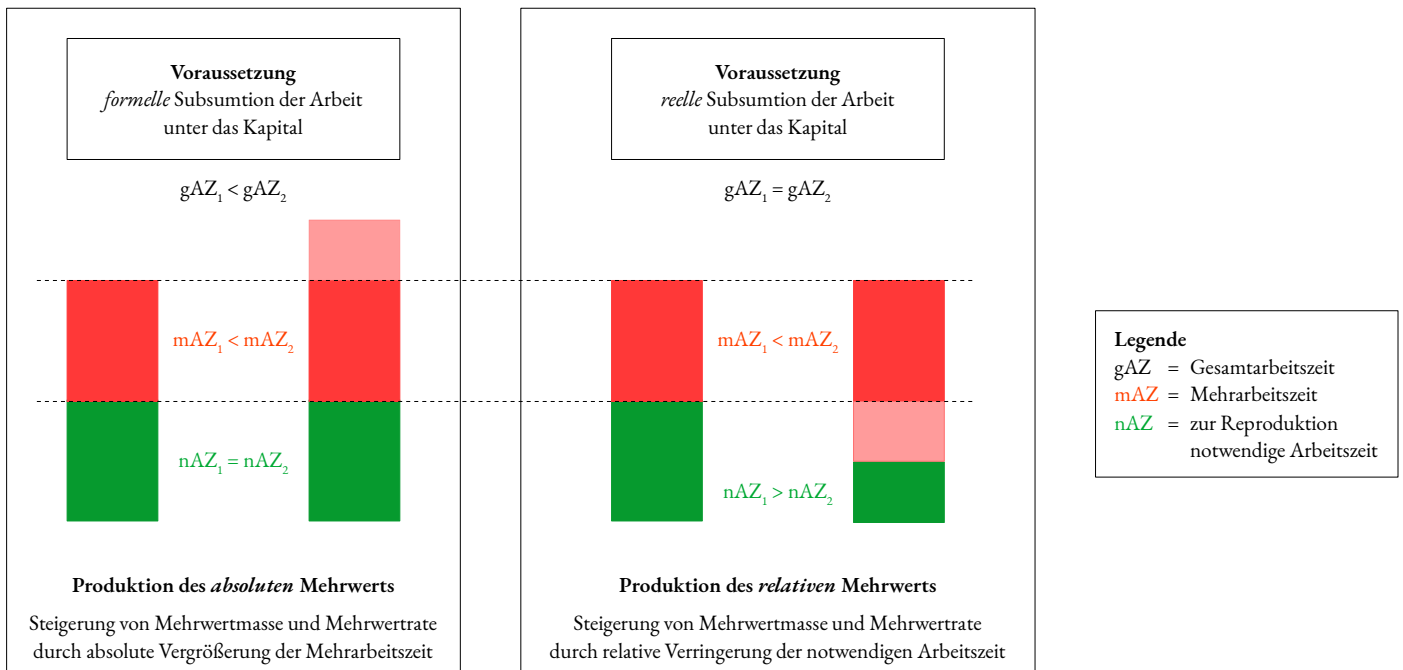 Voraussetzung
formelle Subsumtion der Arbeit
unter das Kapital
gAZ₁ < gAZ₂
mAZ₁ < mAZ₂
nAZ₁ = nAZ₂
Produktion des absoluten Mehrwerts
Steigerung von Mehrwertmasse und Mehrwertrate
durch absolute Vergrößerung der Mehrarbeitszeit
Voraussetzung
reelle Subsumtion der Arbeit
unter das Kapital
gAZ₁ = gAZ₂
mAZ₁ < mAZ₂
nAZ₁ > nAZ₂
Produktion des relativen Mehrwerts
Steigerung von Mehrwertmasse und Mehrwertrate
durch relative Verringerung der notwendigen Arbeitszeit
Legende
gAZ = Gesamtarbeitszeit
mAZ = Mehrarbeitszeit
nAZ = zur Reproduktion
notwendige Arbeitszeit